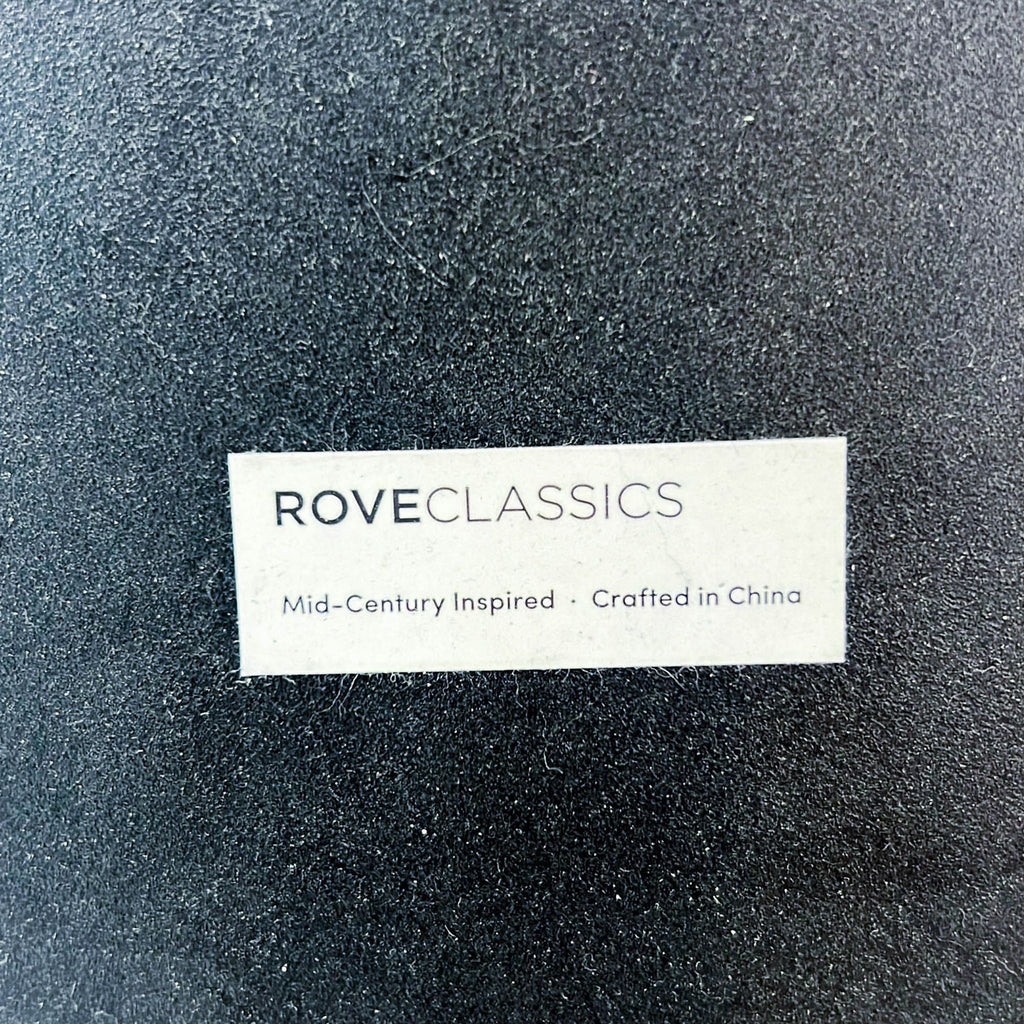 ROVECLASSICS
Mid-Century Inspired · Crafted in China